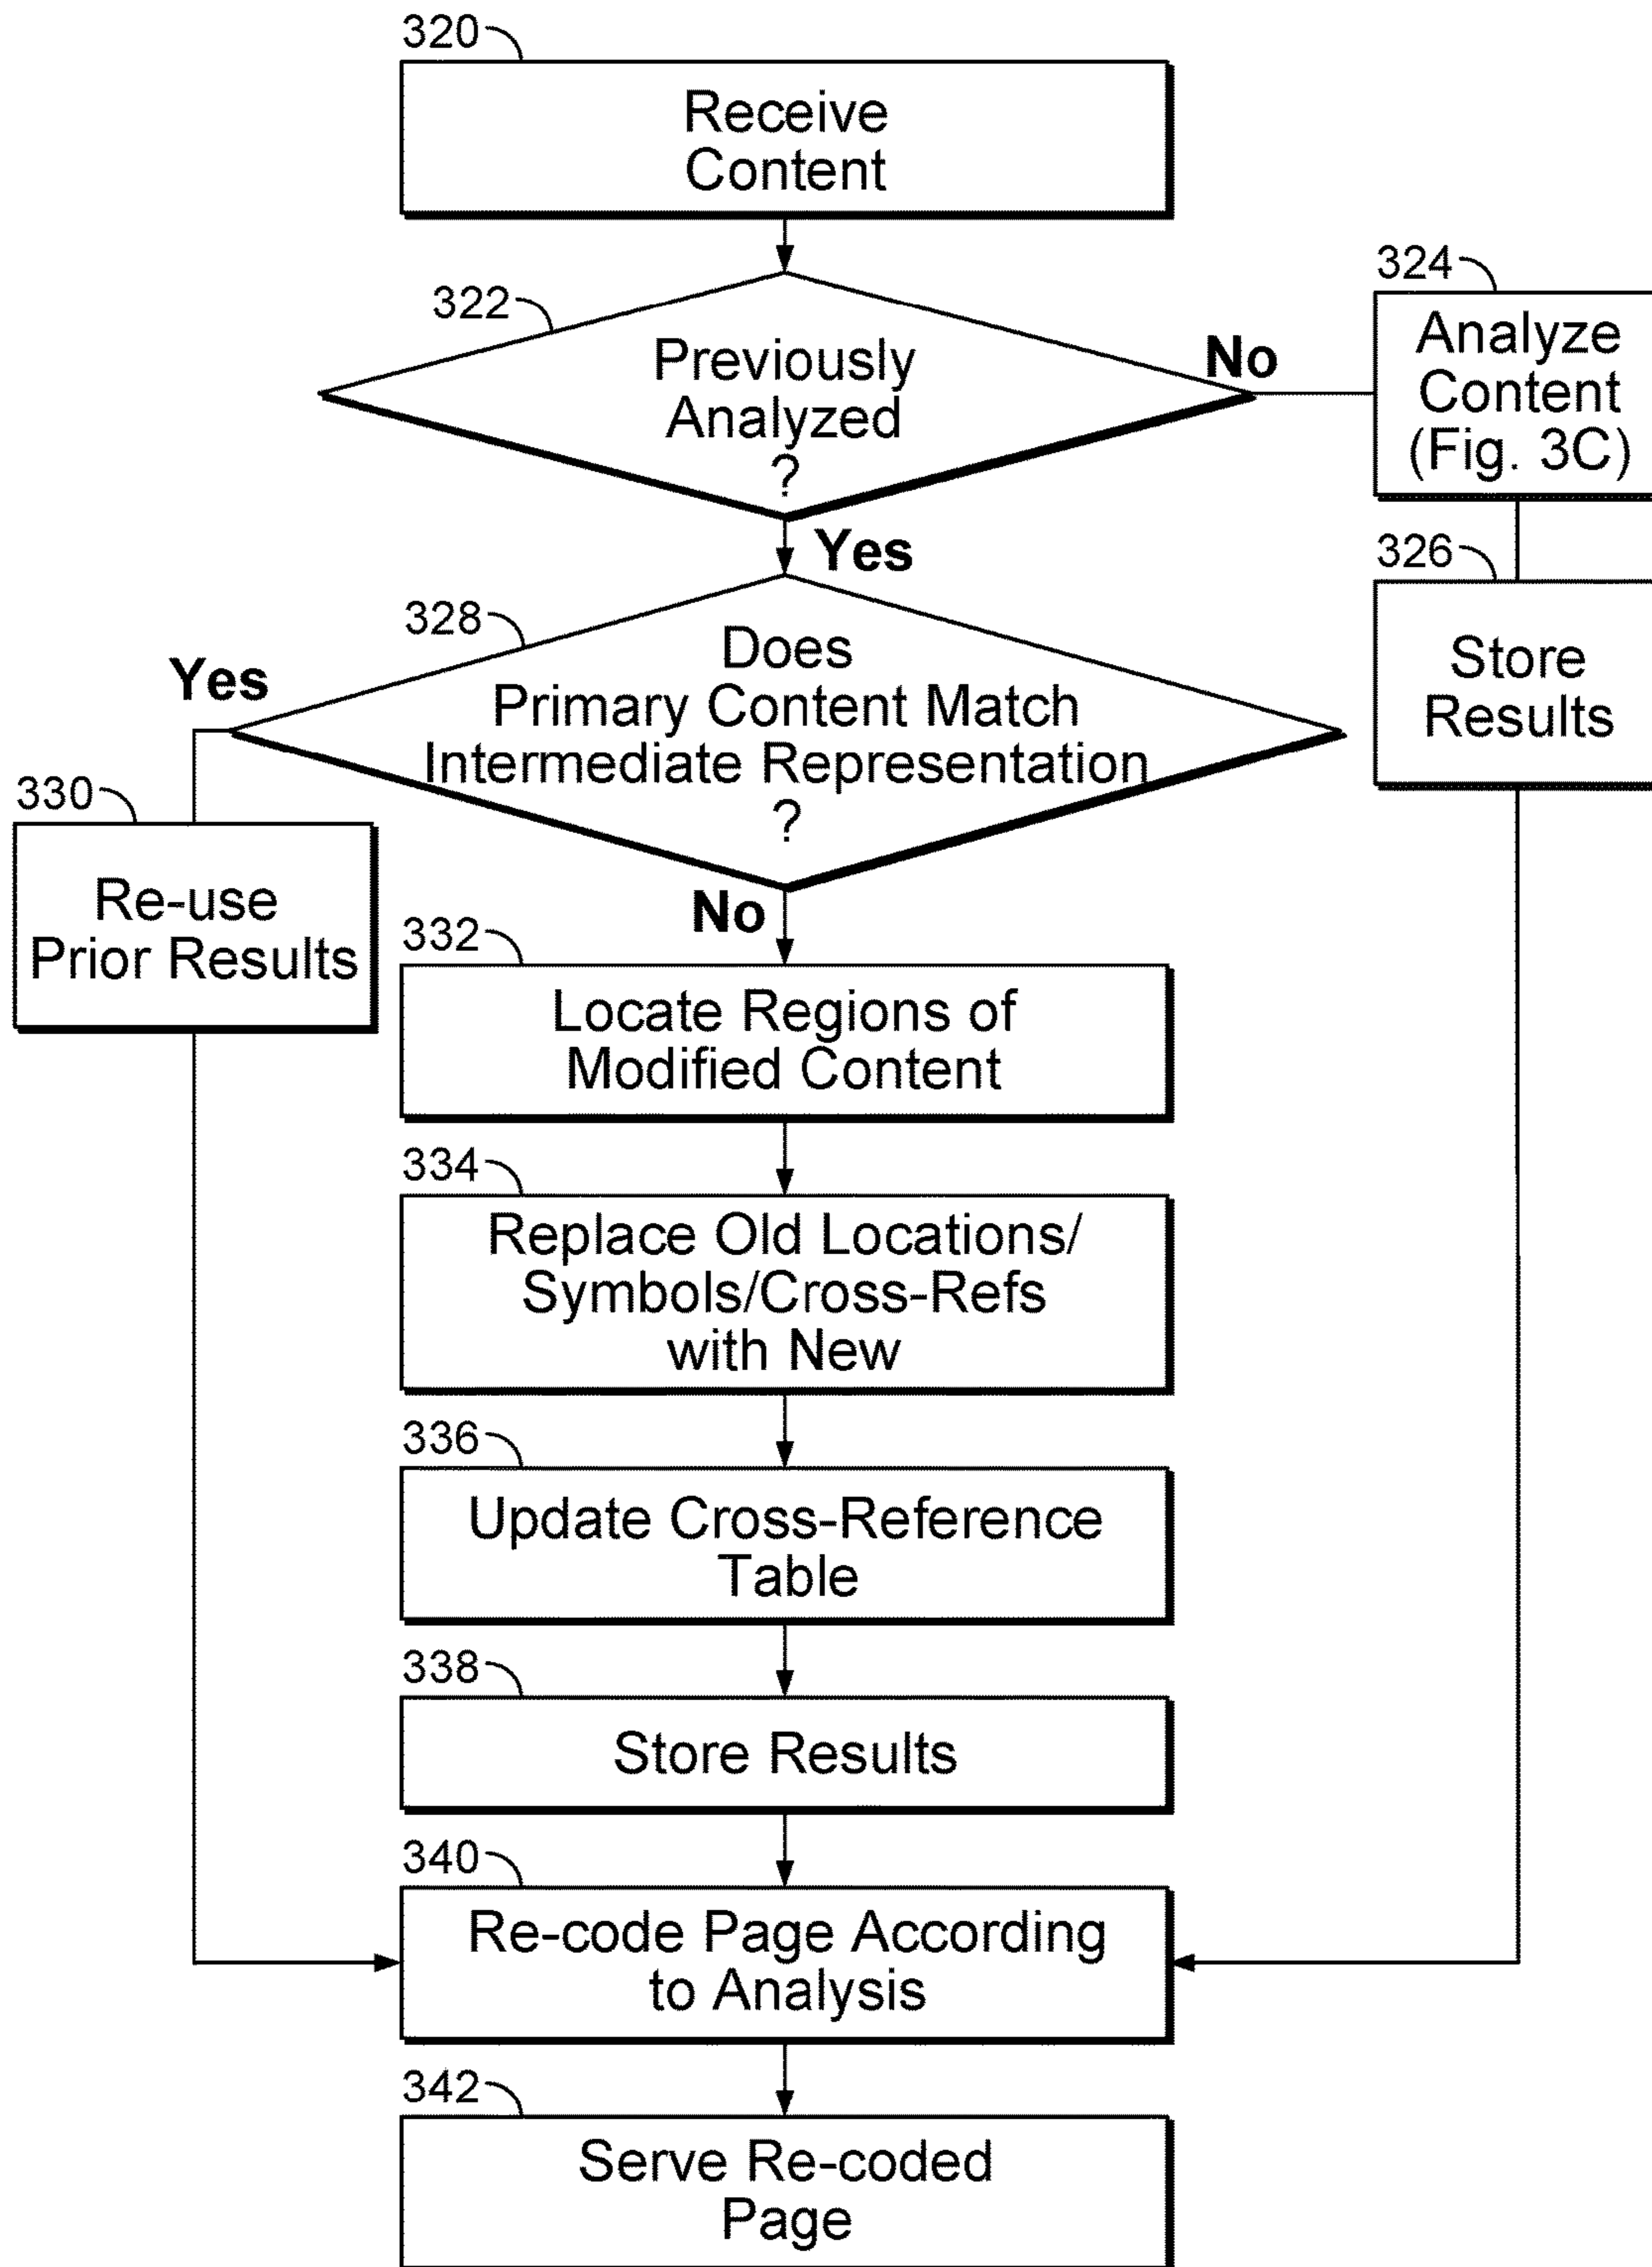 320
Receive
Content
322
Previously
Analyzed
?
No
324
Analyze
Content
(Fig. 3C)
Yes
326
Store
Results
328
Does
Primary Content Match
Intermediate Representation
?
Yes
330
Re-use
Prior Results
No
332
Locate Regions of
Modified Content
334
Replace Old Locations/
Symbols/Cross-Refs
with New
336
Update Cross-Reference
Table
338
Store Results
340
Re-code Page According
to Analysis
342
Serve Re-coded
Page